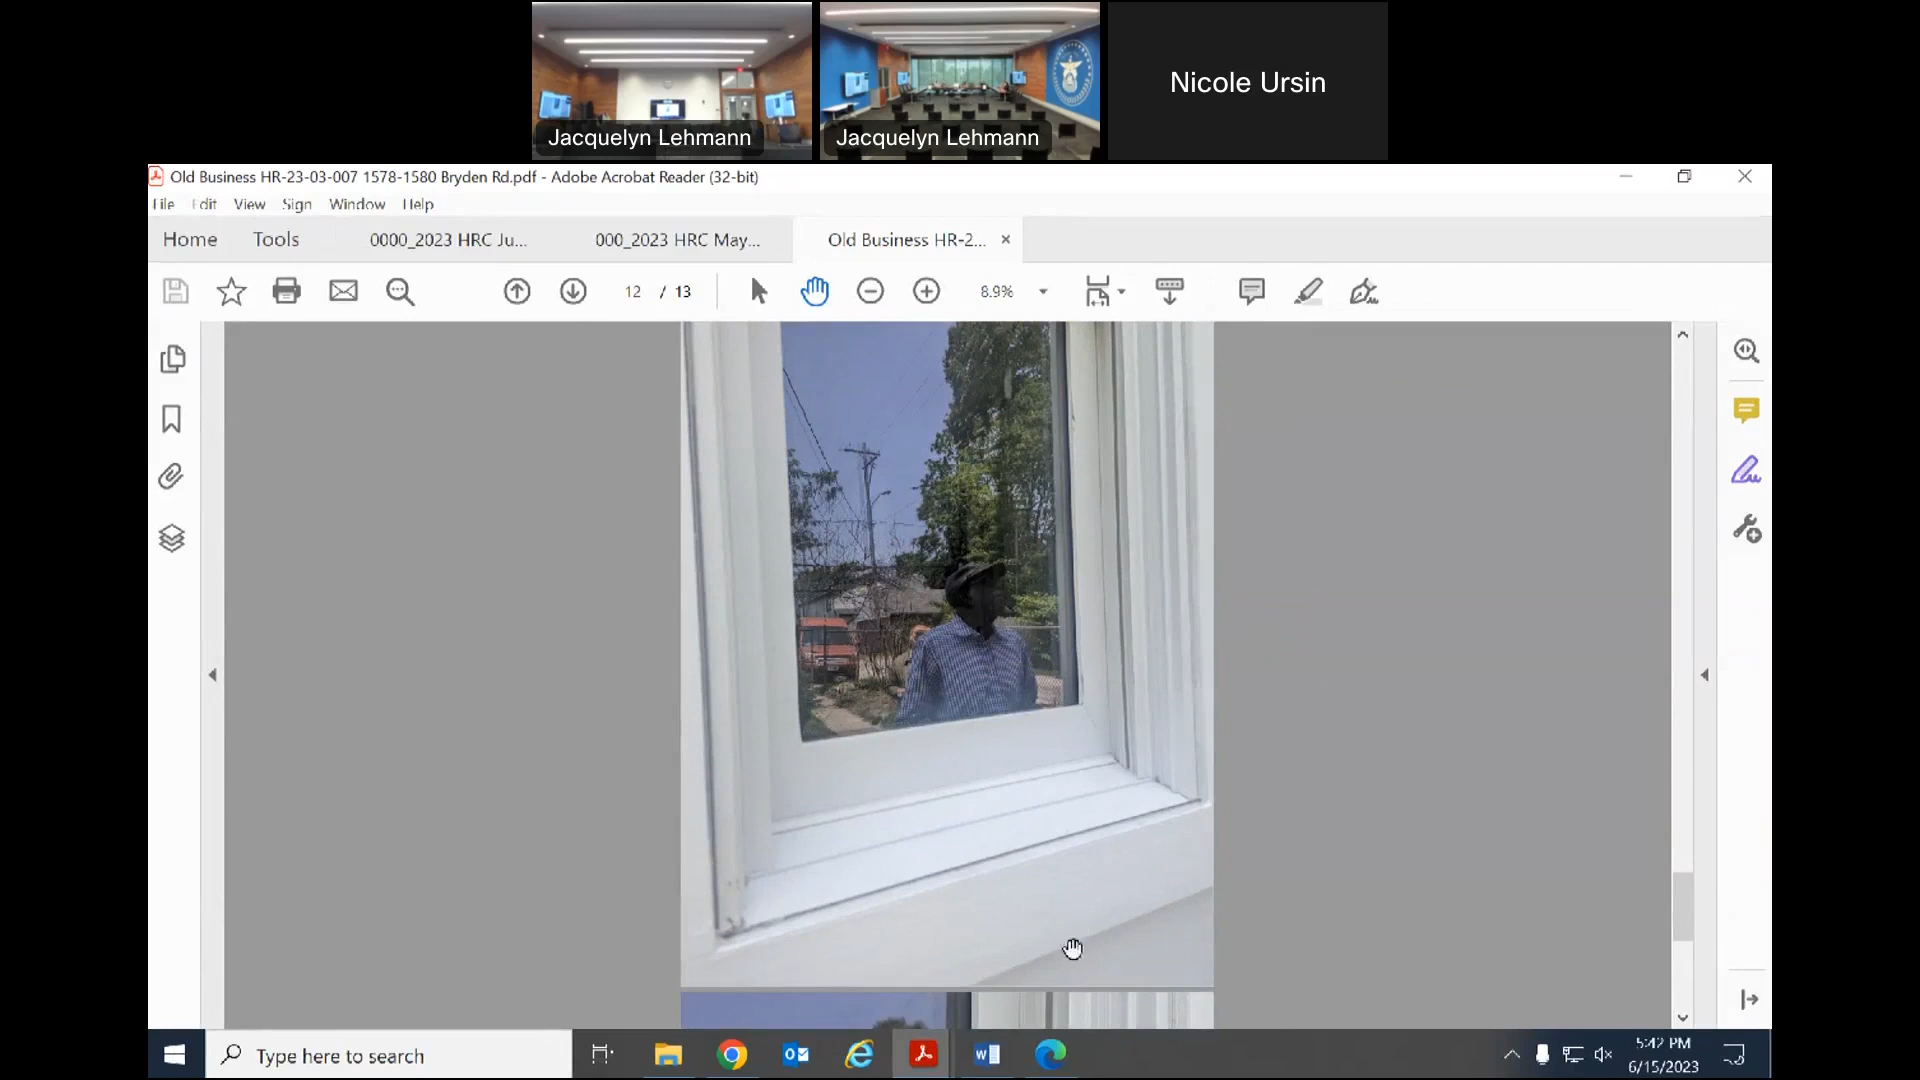 Jacquelyn Lehmann
Jacquelyn Lehmann
Nicole Ursin
Old Business HR-23-03-007 1578-1580 Bryden Rd.pdf - Adobe Acrobat Reader (32-bit)
File Edit View Sign Window Help
Home Tools 0000_2023 HRC Ju... 000_2023 HRC May... Old Business HR-2... ×
12 / 13 8.9%
Type here to search
5:42 PM
6/15/2023